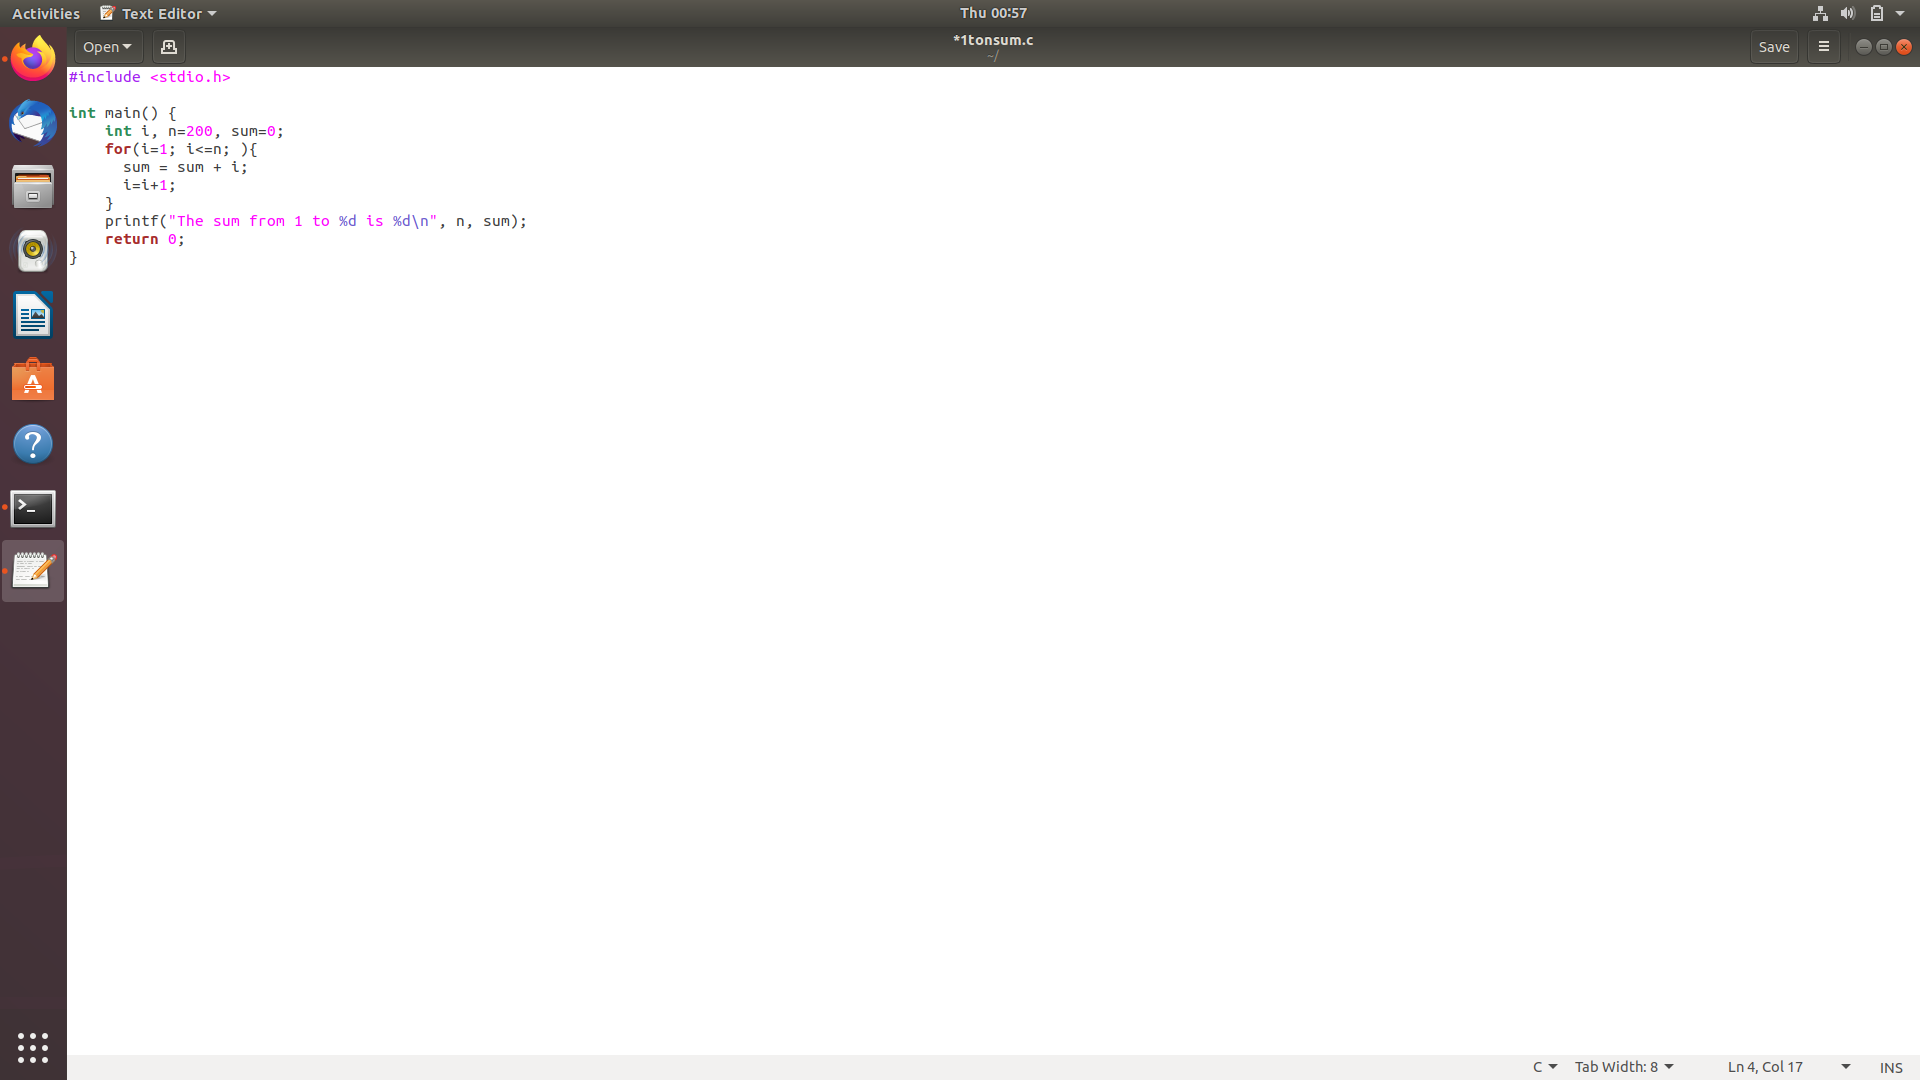 Activities Text Editor Thu 00:57
Open *1tonsum.c Save
~/
#include <stdio.h>

int main() {
    int i, n=200, sum=0;
    for(i=1; i<=n; ){
      sum = sum + i;
      i=i+1;
    }
    printf("The sum from 1 to %d is %d\n", n, sum);
    return 0;
}
C Tab Width: 8 Ln 4, Col 17 INS